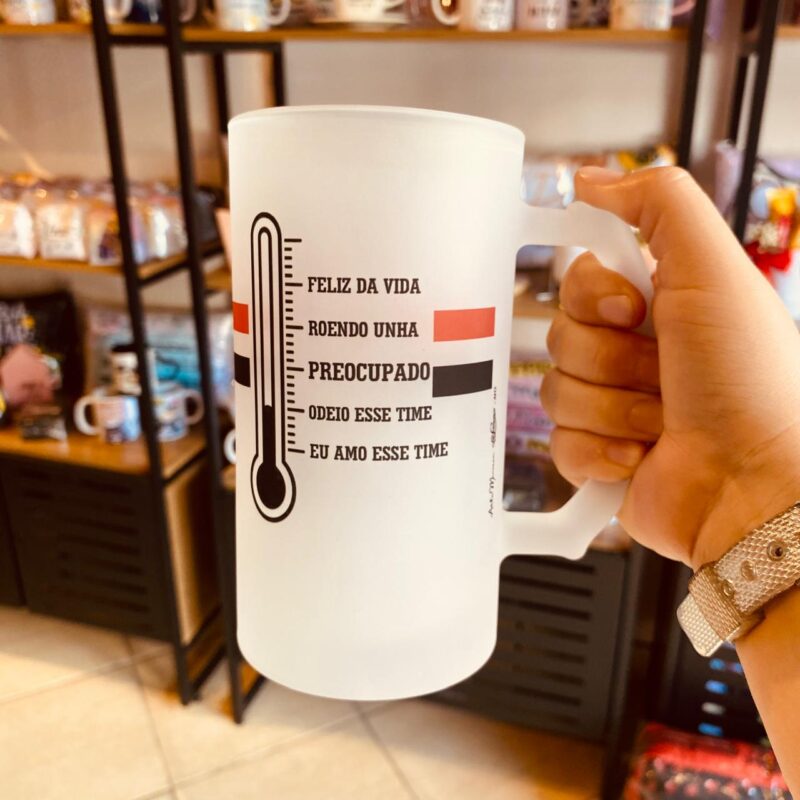 FELIZ DA VIDA
ROENDO UNHA
PREOCUPADO
ODEIO ESSE TIME
EU AMO ESSE TIME